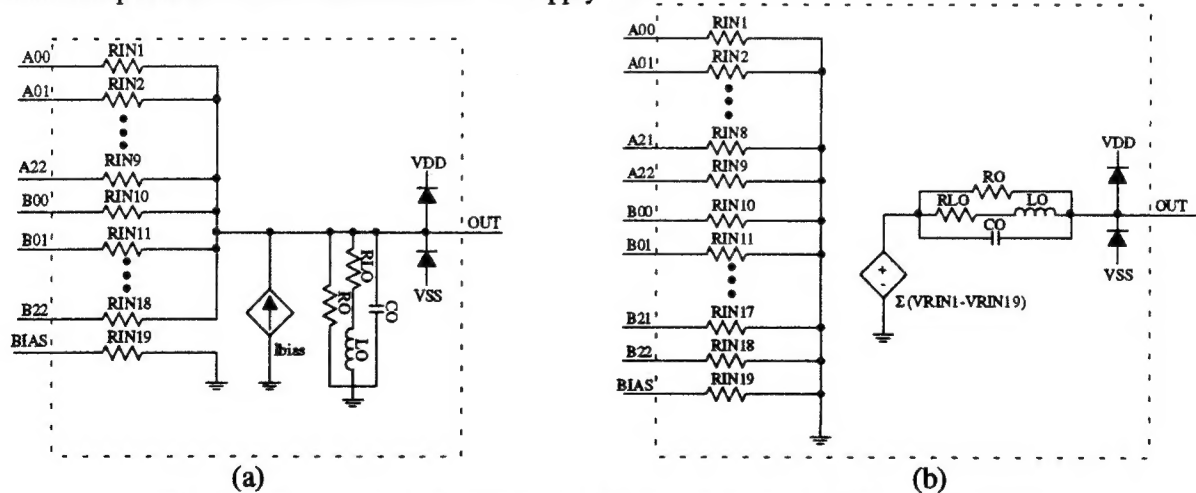 A00
RIN1
A01
RIN2
A22
RIN9
B00
RIN10
B01
RIN11
B22
RIN18
BIAS
RIN19
Ibias
RO
RLO
LO
CO
VDD
VSS
OUT
(a)
A00
RIN1
A01
RIN2
A21
RIN8
A22
RIN9
B00
RIN10
B01
RIN11
B21
RIN17
B22
RIN18
BIAS
RIN19
Σ(VRIN1-VRIN19)
RO
RLO
LO
CO
VDD
VSS
OUT
(b)